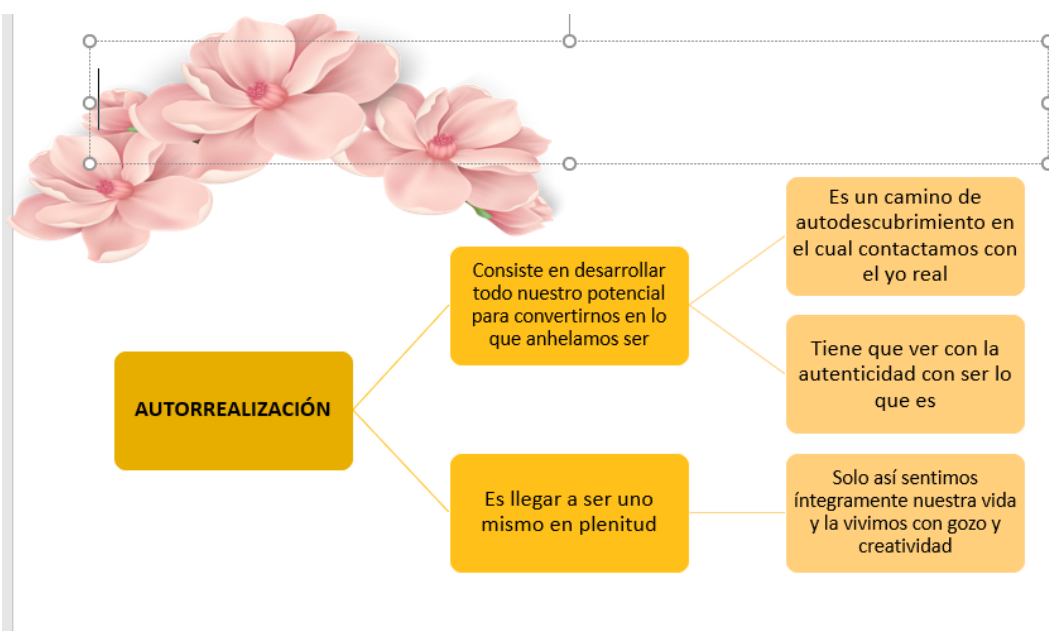 AUTORREALIZACIÓN
Consiste en desarrollar
todo nuestro potencial
para convertirnos en lo
que anhelamos ser
Es un camino de
autodescubrimiento en
el cual contactamos con
el yo real
Tiene que ver con la
autenticidad con ser lo
que es
Es llegar a ser uno
mismo en plenitud
Solo así sentimos
íntegramente nuestra vida
y la vivimos con gozo y
creatividad